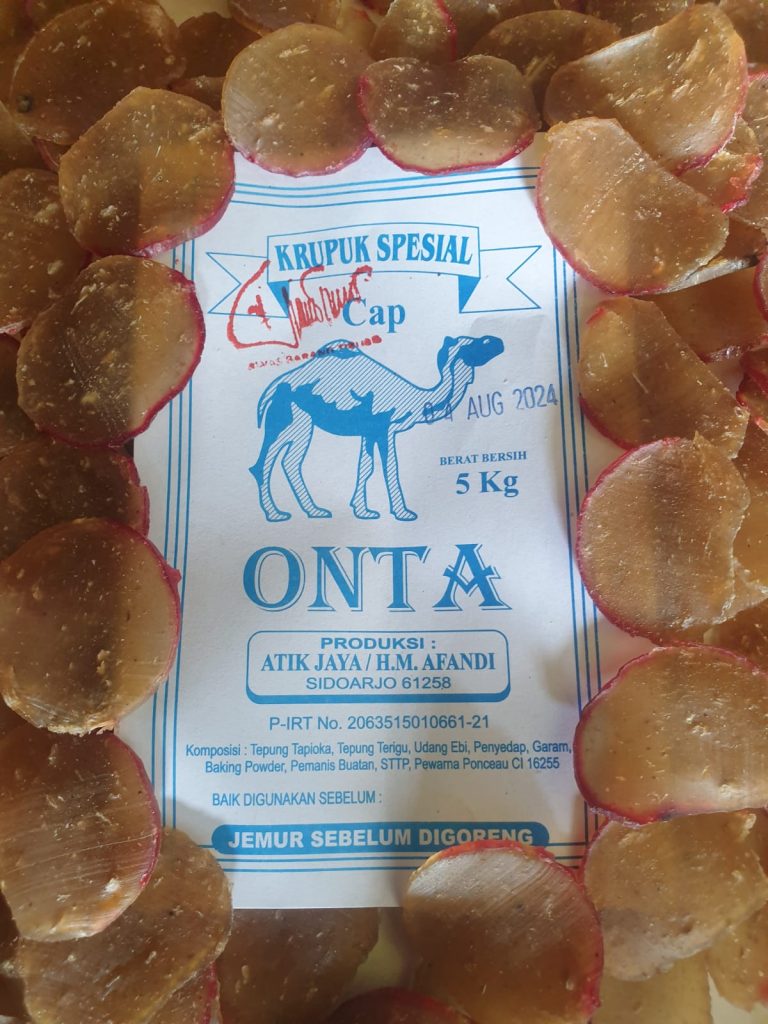 KRUPUK SPESIAL
Cap
AUG 2024
BERAT BERSIH
5 Kg
ONTA
PRODUKSI :
ATIK JAYA / H.M. AFANDI
SIDOARJO 61258
P-IRT No. 2063515010661-21
Komposisi : Tepung Tapioka, Tepung Terigu, Udang Ebi, Penyedap, Garam,
Baking Powder, Pemanis Buatan, STTP, Pewarna Ponceau CI 16255
BAIK DIGUNAKAN SEBELUM :
JEMUR SEBELUM DIGORENG